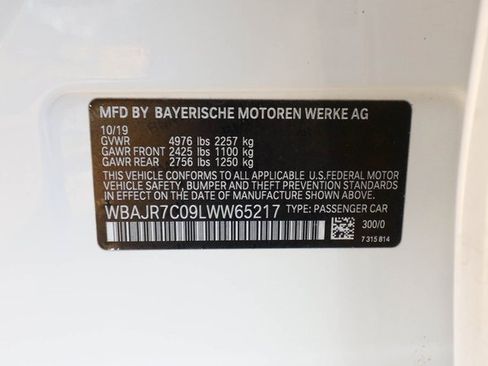 MFD BY BAYERISCHE MOTOREN WERKE AG
10/19
GVWR 4976 lbs 2257 kg
GAWR FRONT 2425 lbs 1100 kg
GAWR REAR 2756 lbs 1250 kg
THIS VEHICLE CONFORMS TO ALL APPLICABLE U.S.FEDERAL MOTOR
VEHICLE SAFETY, BUMPER AND THEFT PREVENTION STANDARDS
IN EFFECT ON THE DATE OF MANUFACTURE SHOWN ABOVE.
WBAJR7C09LWW65217 TYPE: PASSENGER CAR
300/0
7 315 814